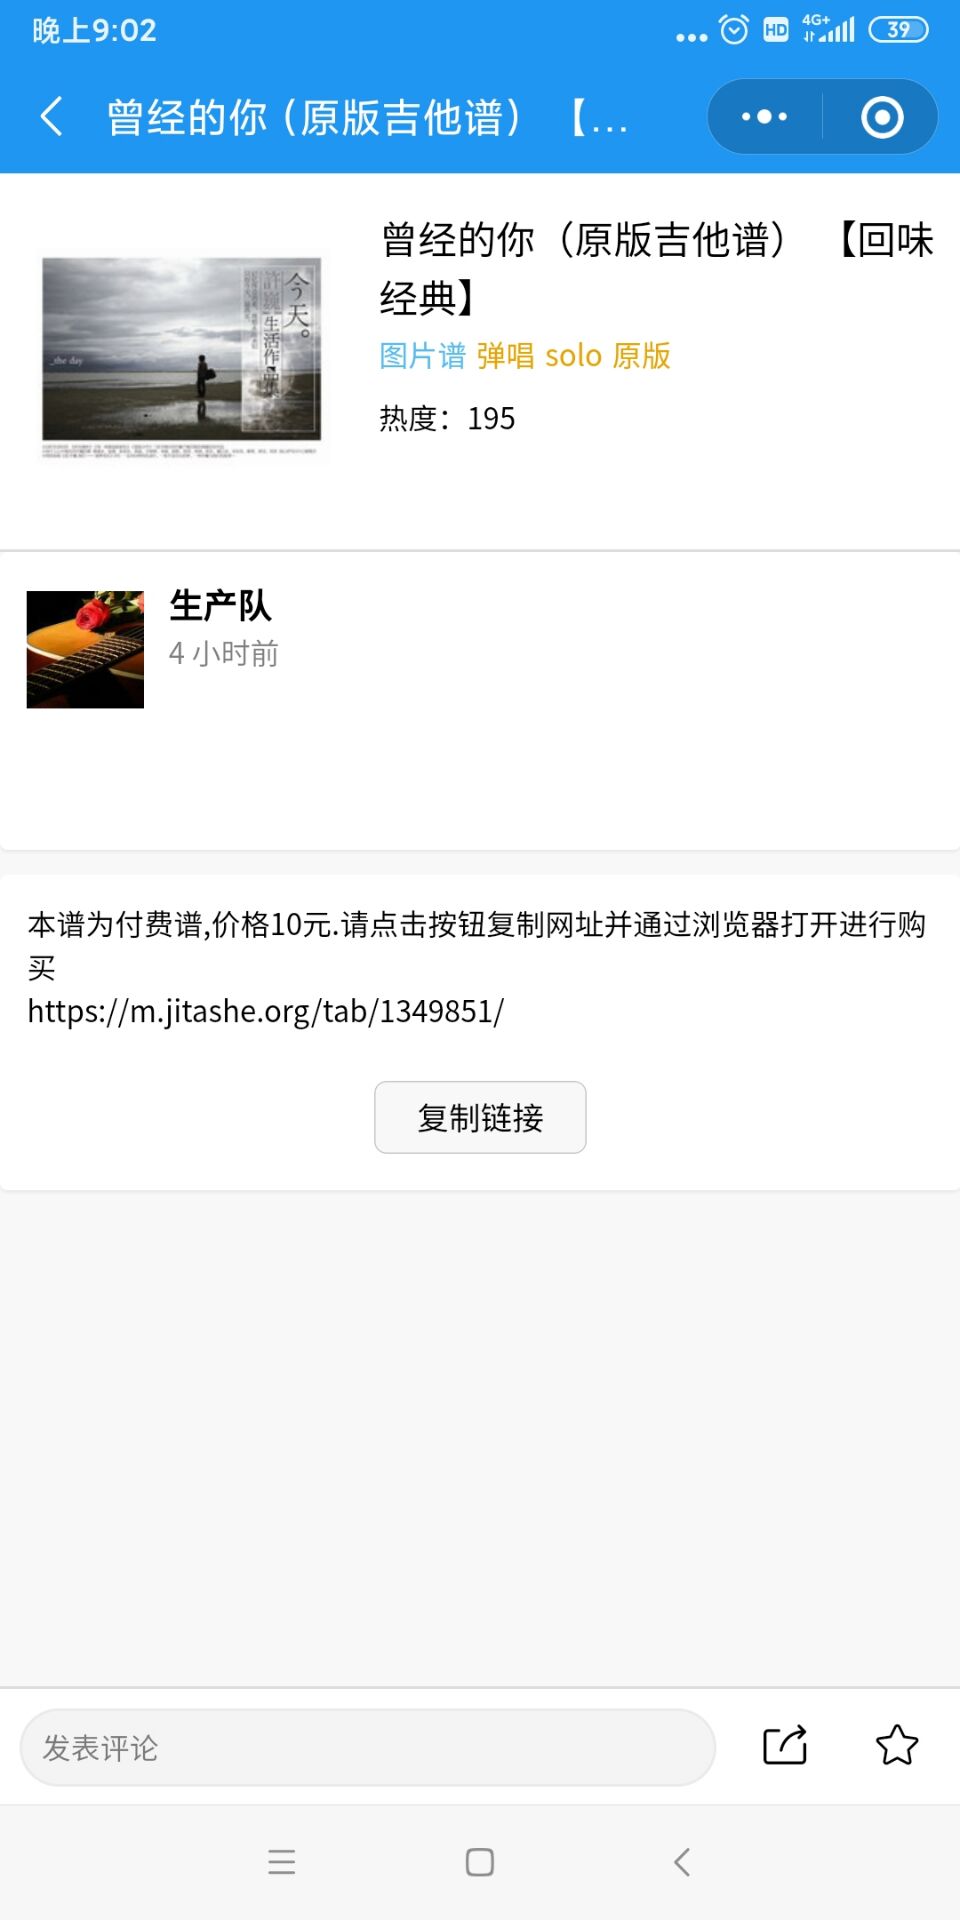 晚上9:02
HD
4G+
39
曾经的你（原版吉他谱） 【...
曾经的你（原版吉他谱） 【回味
经典】
图片谱 弹唱 solo 原版
热度：195
今天。
生活作品集
_the day
生产队
4 小时前
本谱为付费谱,价格10元.请点击按钮复制网址并通过浏览器打开进行购
买
https://m.jitashe.org/tab/1349851/
复制链接
发表评论